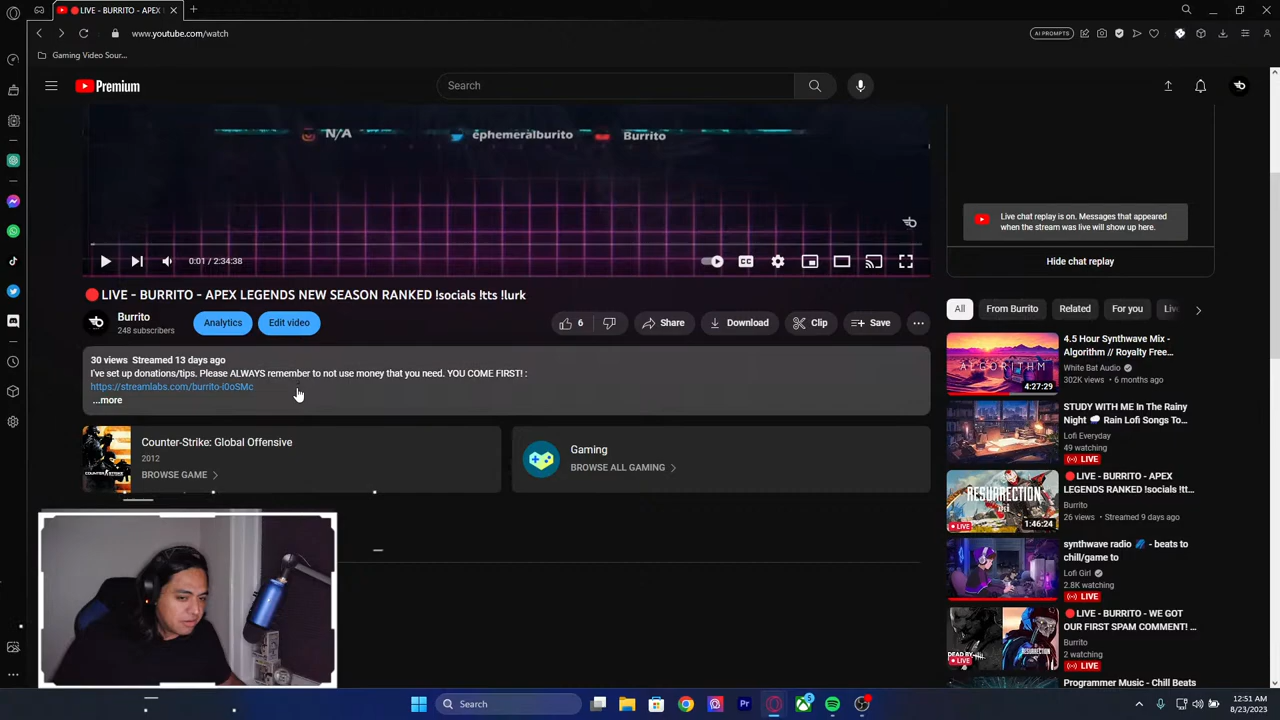 🔴LIVE - BURRITO - APEX L
www.youtube.com/watch
AI PROMPTS
Gaming Video Sour...
Premium
Search
N/A
ephemeralburito
Burrito
Live chat replay is on. Messages that appeared
when the stream was live will show up here.
Hide chat replay
0:01 / 2:34:38
CC
🔴LIVE - BURRITO - APEX LEGENDS NEW SEASON RANKED !socials !tts !lurk
Burrito
248 subscribers
Analytics
Edit video
6
Share
Download
Clip
Save
All
From Burrito
Related
For you
Liv
30 views Streamed 13 days ago
I've set up donations/tips. Please ALWAYS remember to not use money that you need. YOU COME FIRST! :
https://streamlabs.com/burrito-l0oSMc
...more
Counter-Strike: Global Offensive
2012
BROWSE GAME
Gaming
BROWSE ALL GAMING
ALGORITHM
4:27:29
4.5 Hour Synthwave Mix -
Algorithm // Royalty Free...
White Bat Audio
302K views • 6 months ago
STUDY WITH ME In The Rainy
Night 🌧 Rain Lofi Songs To...
Lofi Everyday
49 watching
LIVE
RESURRECTION
APEX
LIVE
1:46:24
🔴LIVE - BURRITO - APEX
LEGENDS RANKED !socials !tt...
Burrito
26 views • Streamed 9 days ago
synthwave radio 🌌 - beats to
chill/game to
Lofi Girl
2.8K watching
LIVE
RESURRECTION
LIVE
🔴LIVE - BURRITO - WE GOT
OUR FIRST SPAM COMMENT! ...
Burrito
2 watching
LIVE
Programmer Music - Chill Beats
Search
Pr
5
12:51 AM
8/23/2023